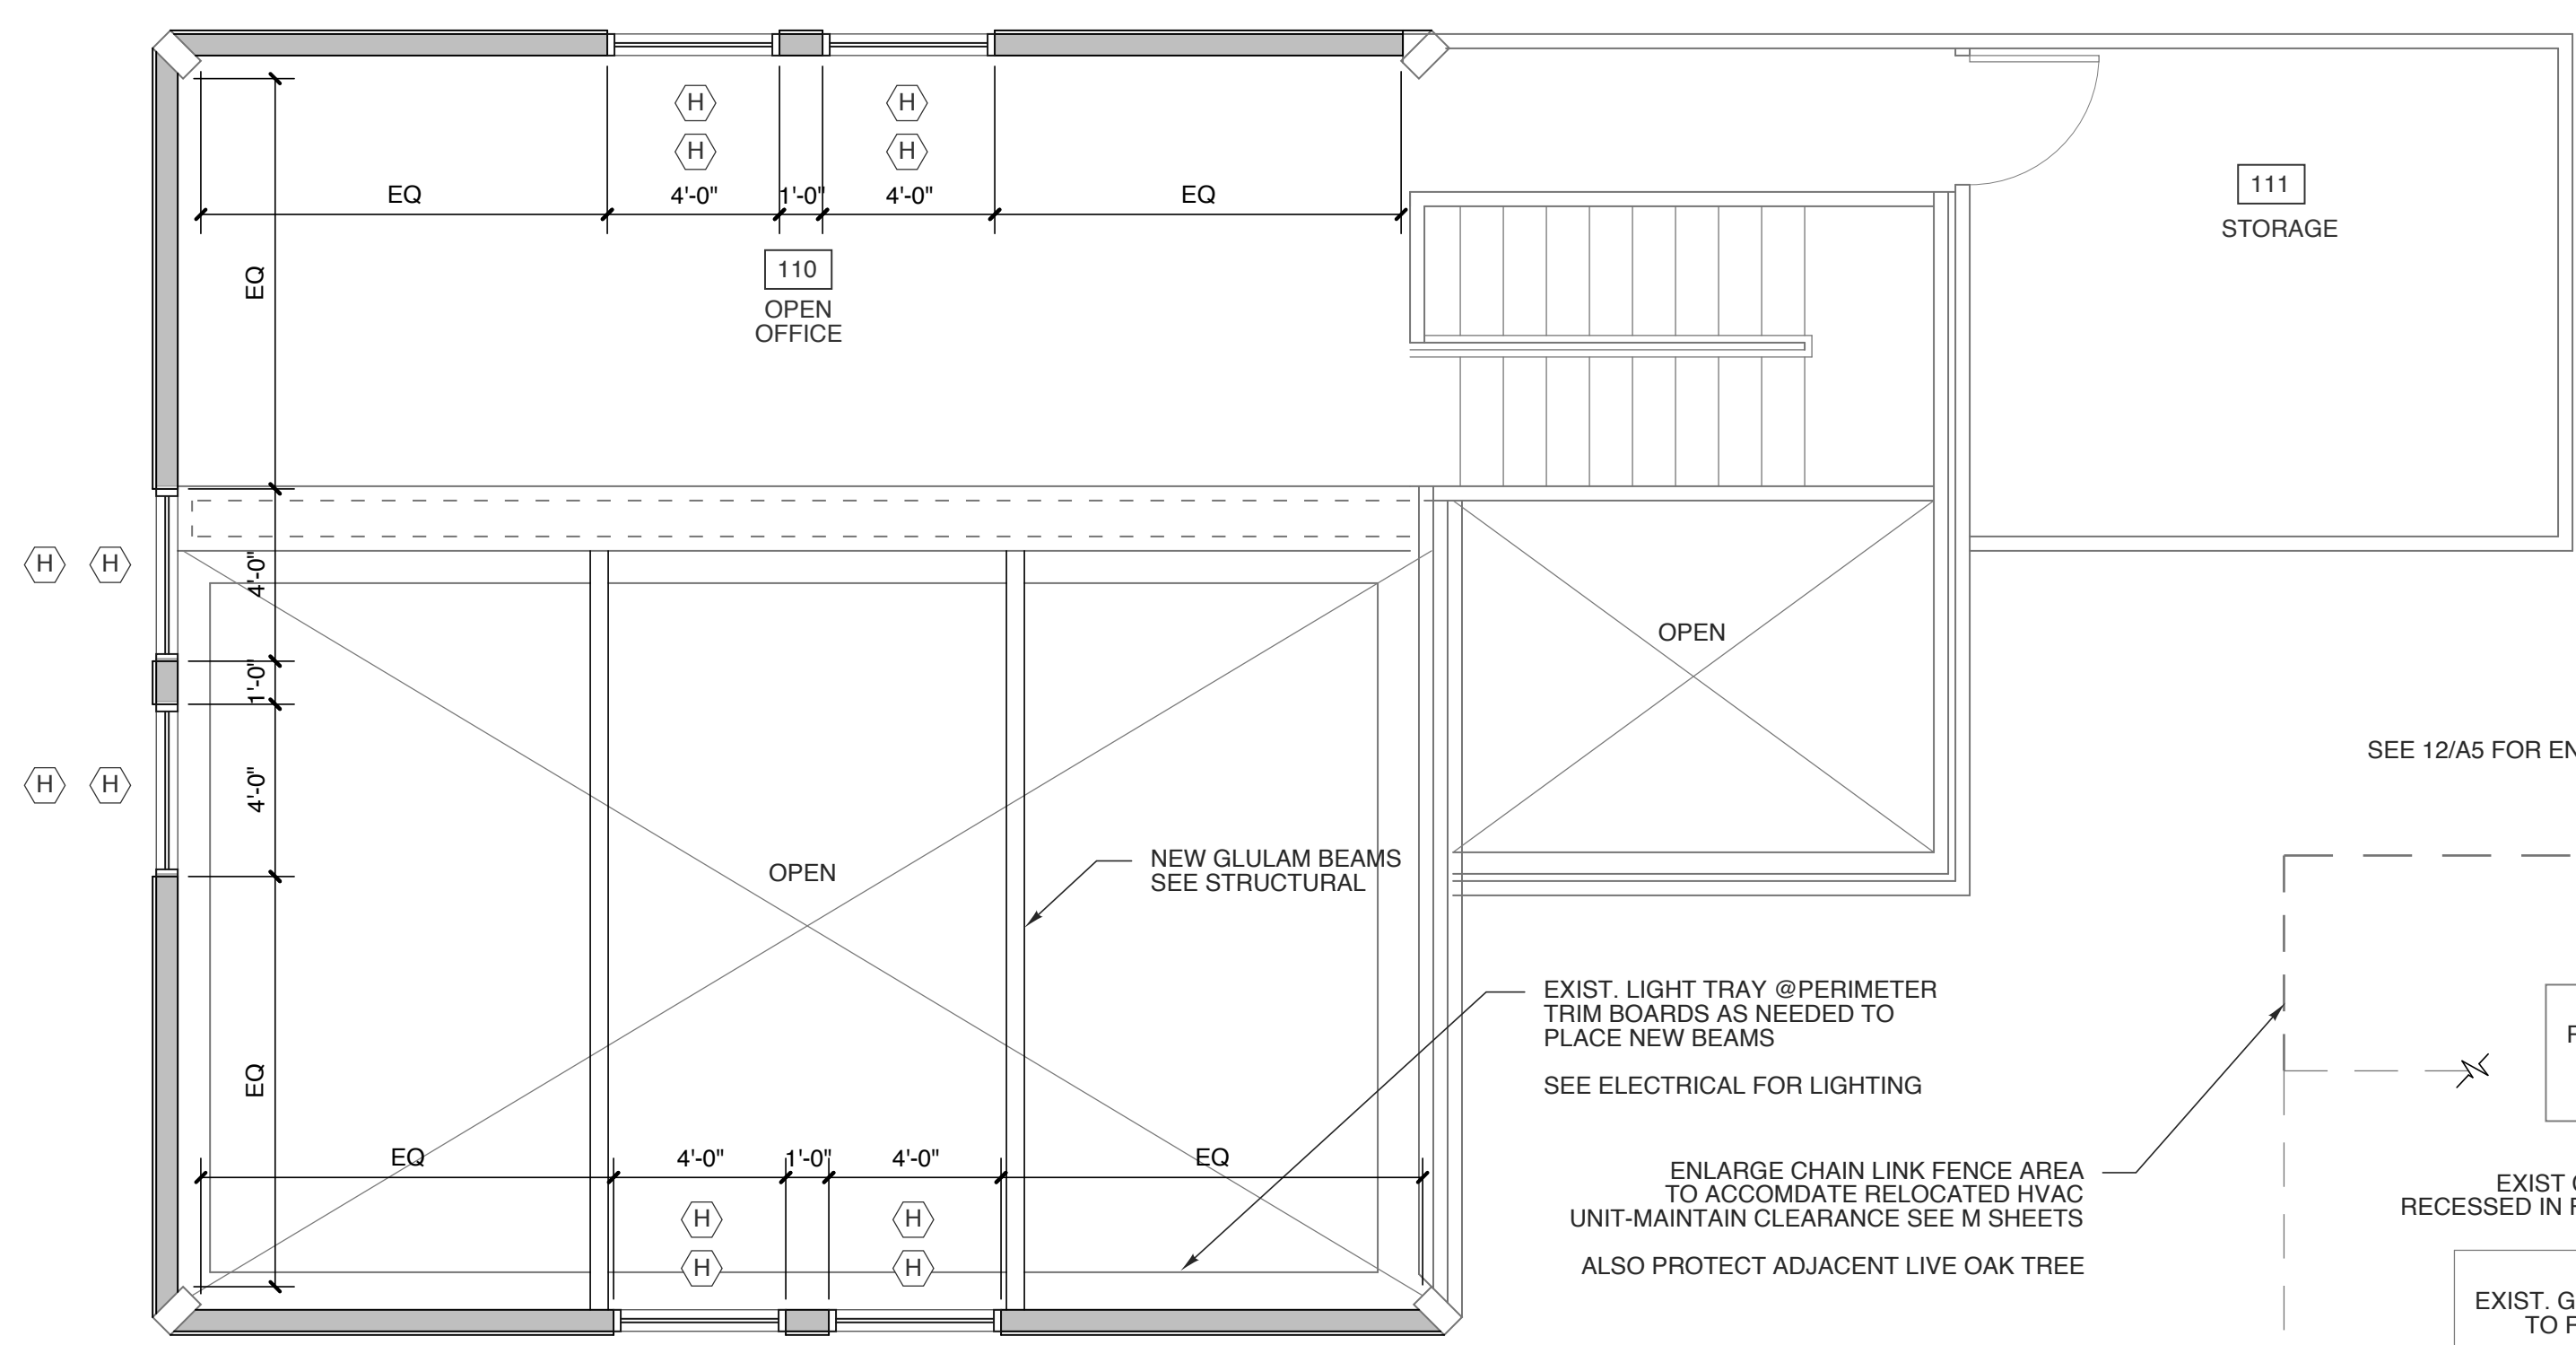 H
H
H
H
EQ
4'-0"
1'-0"
4'-0"
EQ
110
OPEN
OFFICE
111
STORAGE
EQ
H H
4'-0"
1'-0"
H H
4'-0"
EQ
OPEN
OPEN
NEW GLULAM BEAMS
SEE STRUCTURAL
EXIST. LIGHT TRAY @PERIMETER
TRIM BOARDS AS NEEDED TO
PLACE NEW BEAMS
SEE ELECTRICAL FOR LIGHTING
EQ
4'-0"
1'-0"
4'-0"
EQ
H
H
H
H
ENLARGE CHAIN LINK FENCE AREA
TO ACCOMDATE RELOCATED HVAC
UNIT-MAINTAIN CLEARANCE SEE M SHEETS
ALSO PROTECT ADJACENT LIVE OAK TREE
SEE 12/A5 FOR
EXIST
RECESSED IN
EXIST.
TO